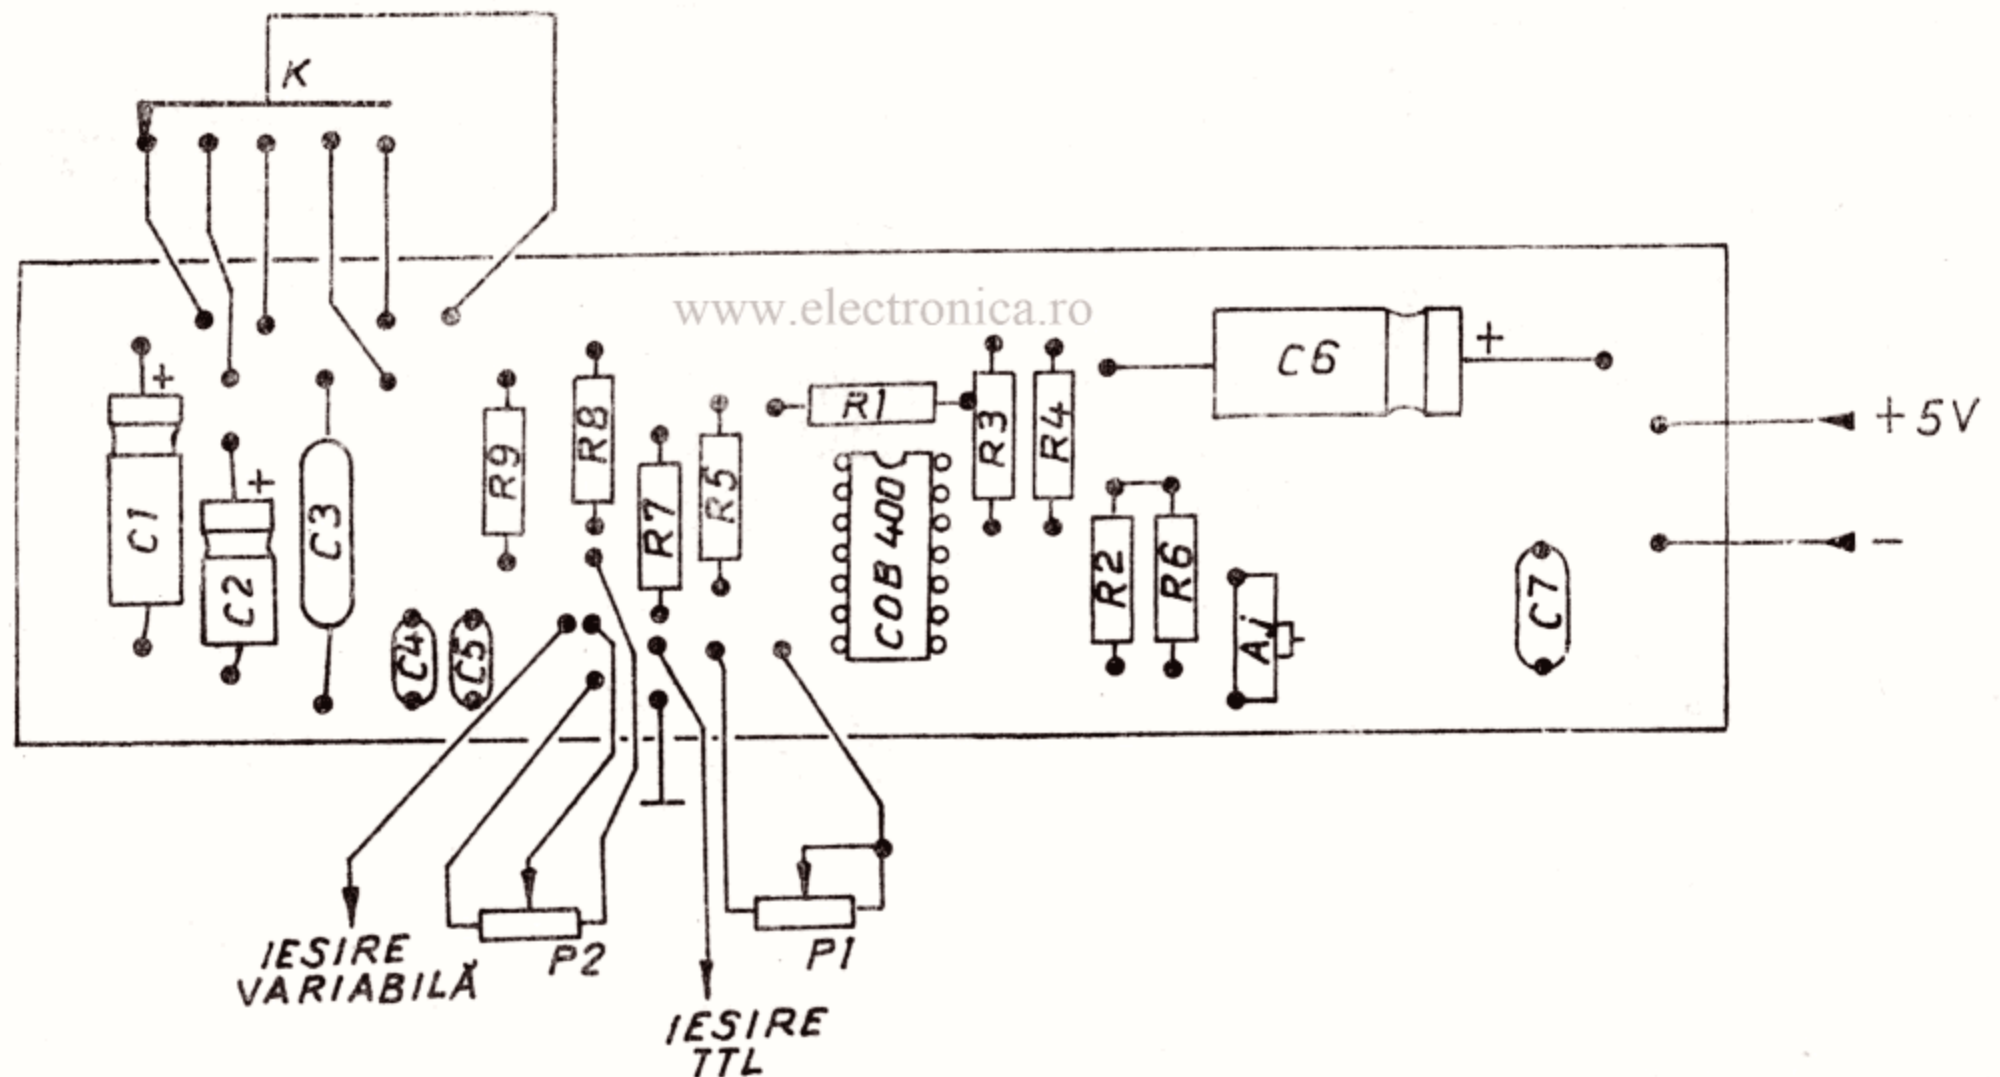 K
www.electronica.ro
+
C6
+5V
+
R8
R1
R3
R4
R9
R5
+
C1
C3
R7
COB 400
R2
R6
C7
-
C2
C4
C5
Aj
+
IESIRE
VARIABILĂ
P2
P1
IESIRE
TTL